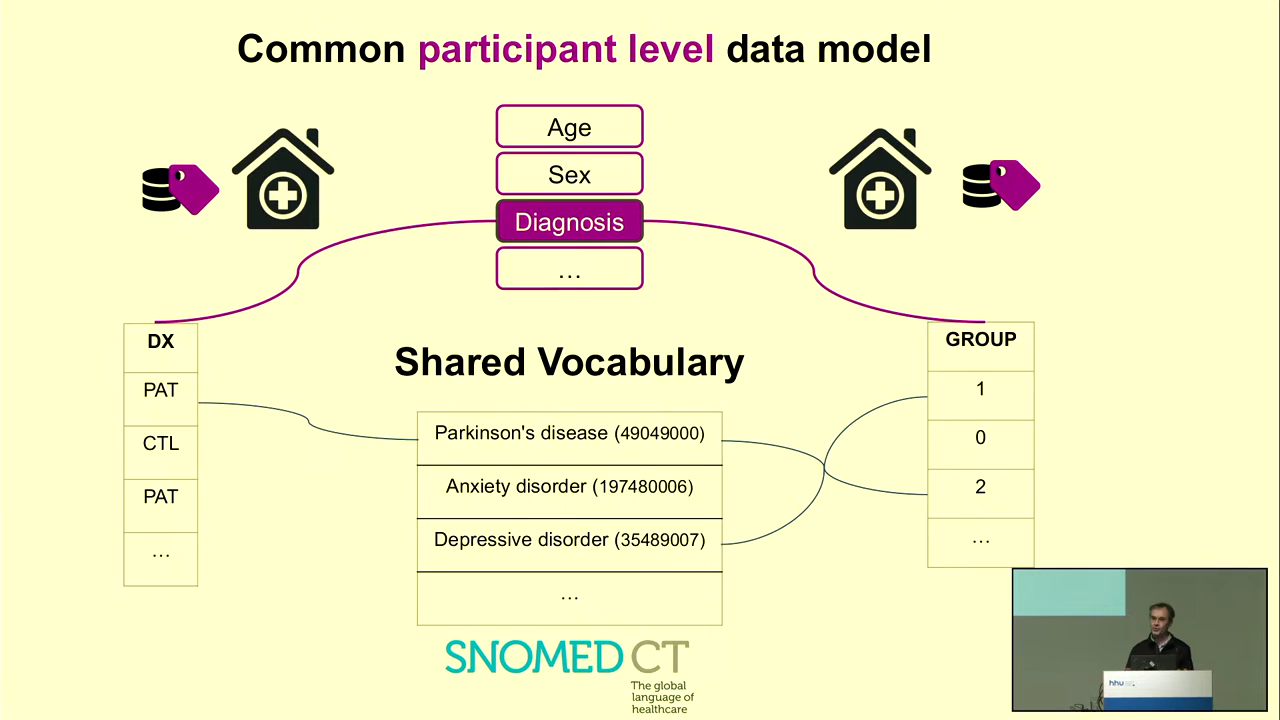 Common participant level data model
Age
Sex
Diagnosis
…
DX
PAT
CTL
PAT
…
Shared Vocabulary
Parkinson's disease (49049000)
Anxiety disorder (197480006)
Depressive disorder (35489007)
…
GROUP
1
0
2
…
SNOMED CT
The global
language of
healthcare
hhu